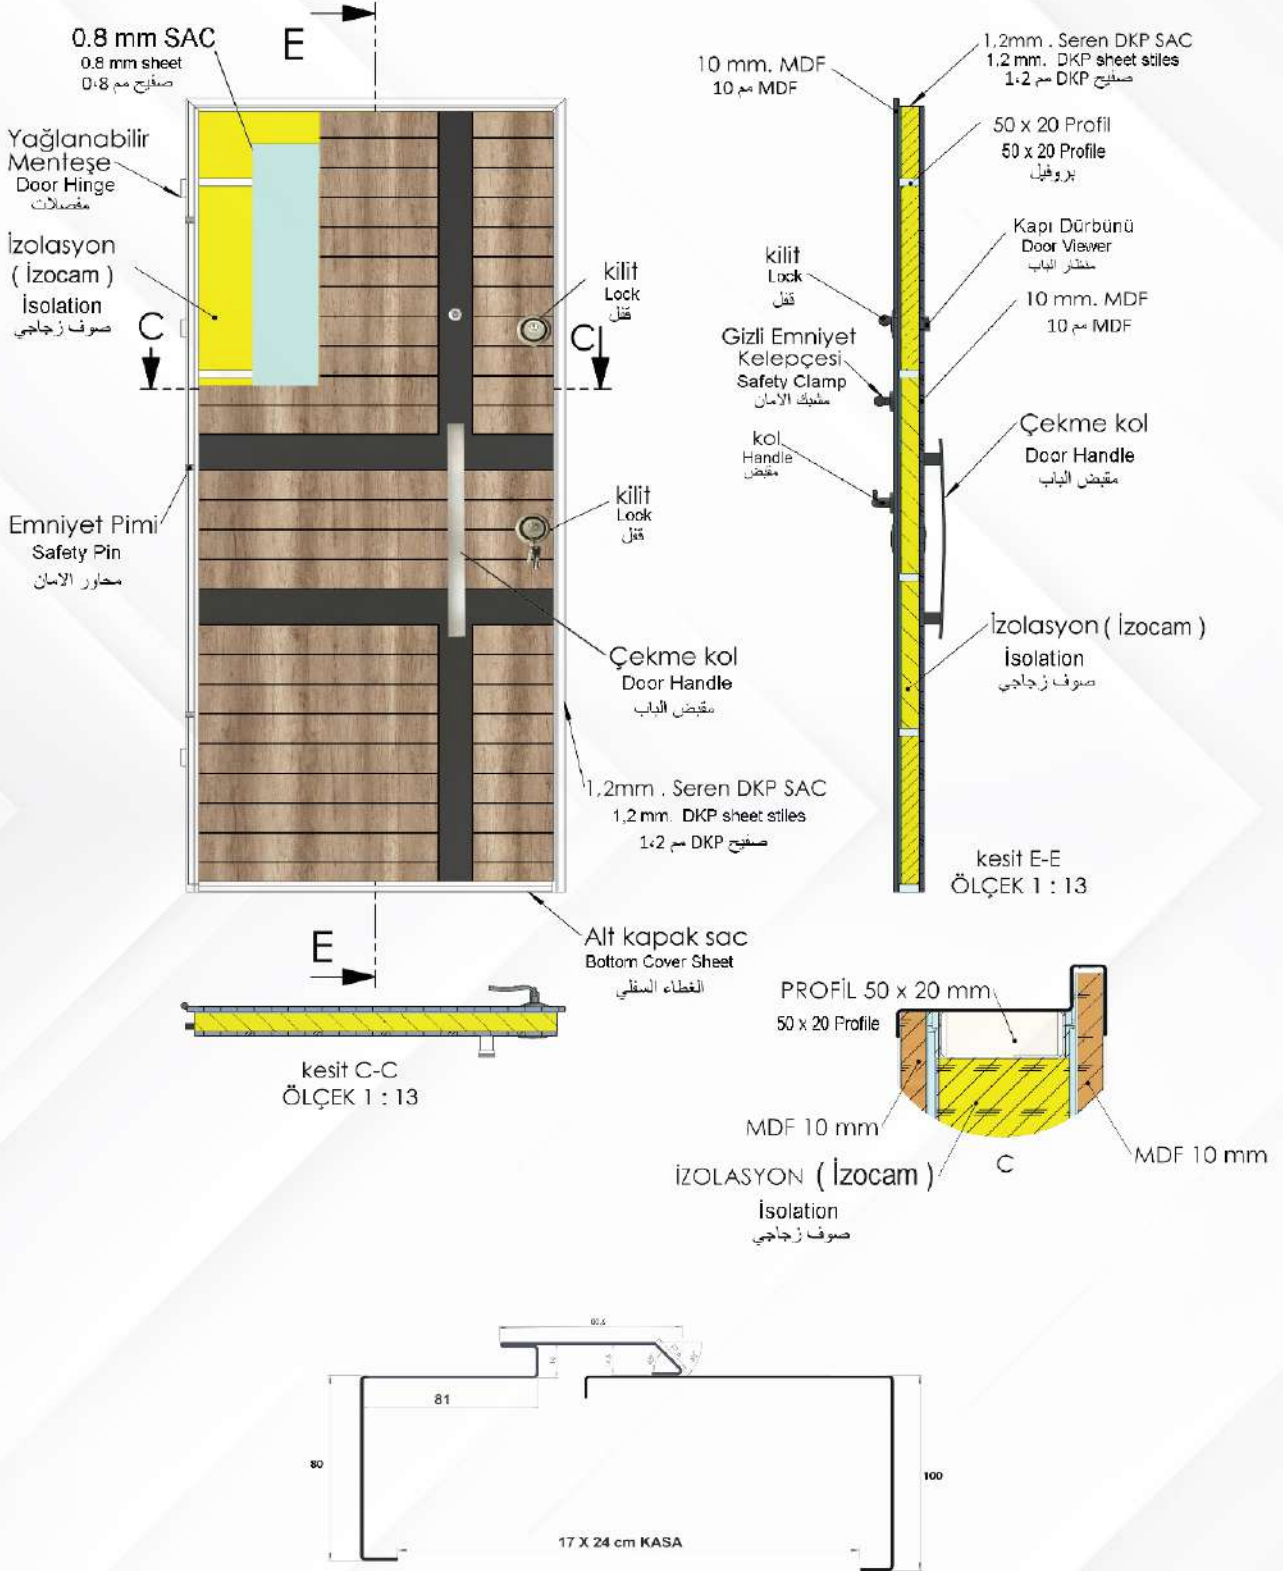 E
0.8 mm SAC
0.8 mm sheet
صفيح مم 0،8
Yağlanabilir
Menteşe
Door Hinge
مفصلات
İzolasyon
( İzocam )
İsolation
صوف زجاجي
C
C
kilit
Lock
قفل
kilit
Lock
قفل
Emniyet Pimi
Safety Pin
محاور الامان
Çekme kol
Door Handle
مقبض الباب
1,2mm . Seren DKP SAC
1,2 mm. DKP sheet stiles
صفيح DKP مم 1،2
Alt kapak sac
Bottom Cover Sheet
الغطاء السفلي
E
kesit C-C
ÖLÇEK 1 : 13
10 mm. MDF
10 مم MDF
1,2mm . Seren DKP SAC
1,2 mm. DKP sheet stiles
صفيح DKP مم 1،2
50 x 20 Profil
50 x 20 Profile
بروفيل
Kapı Dürbünü
Door Viewer
منظار الباب
kilit
Lock
قفل
10 mm. MDF
10 مم MDF
Gizli Emniyet
Kelepçesi
Safety Clamp
مشبك الامان
kol
Handle
مقبض
Çekme kol
Door Handle
مقبض الباب
İzolasyon ( İzocam )
İsolation
صوف زجاجي
kesit E-E
ÖLÇEK 1 : 13
PROFİL 50 x 20 mm
50 x 20 Profile
MDF 10 mm
MDF 10 mm
C
İZOLASYON ( İzocam )
İsolation
صوف زجاجي
81
80
100
17 X 24 cm KASA